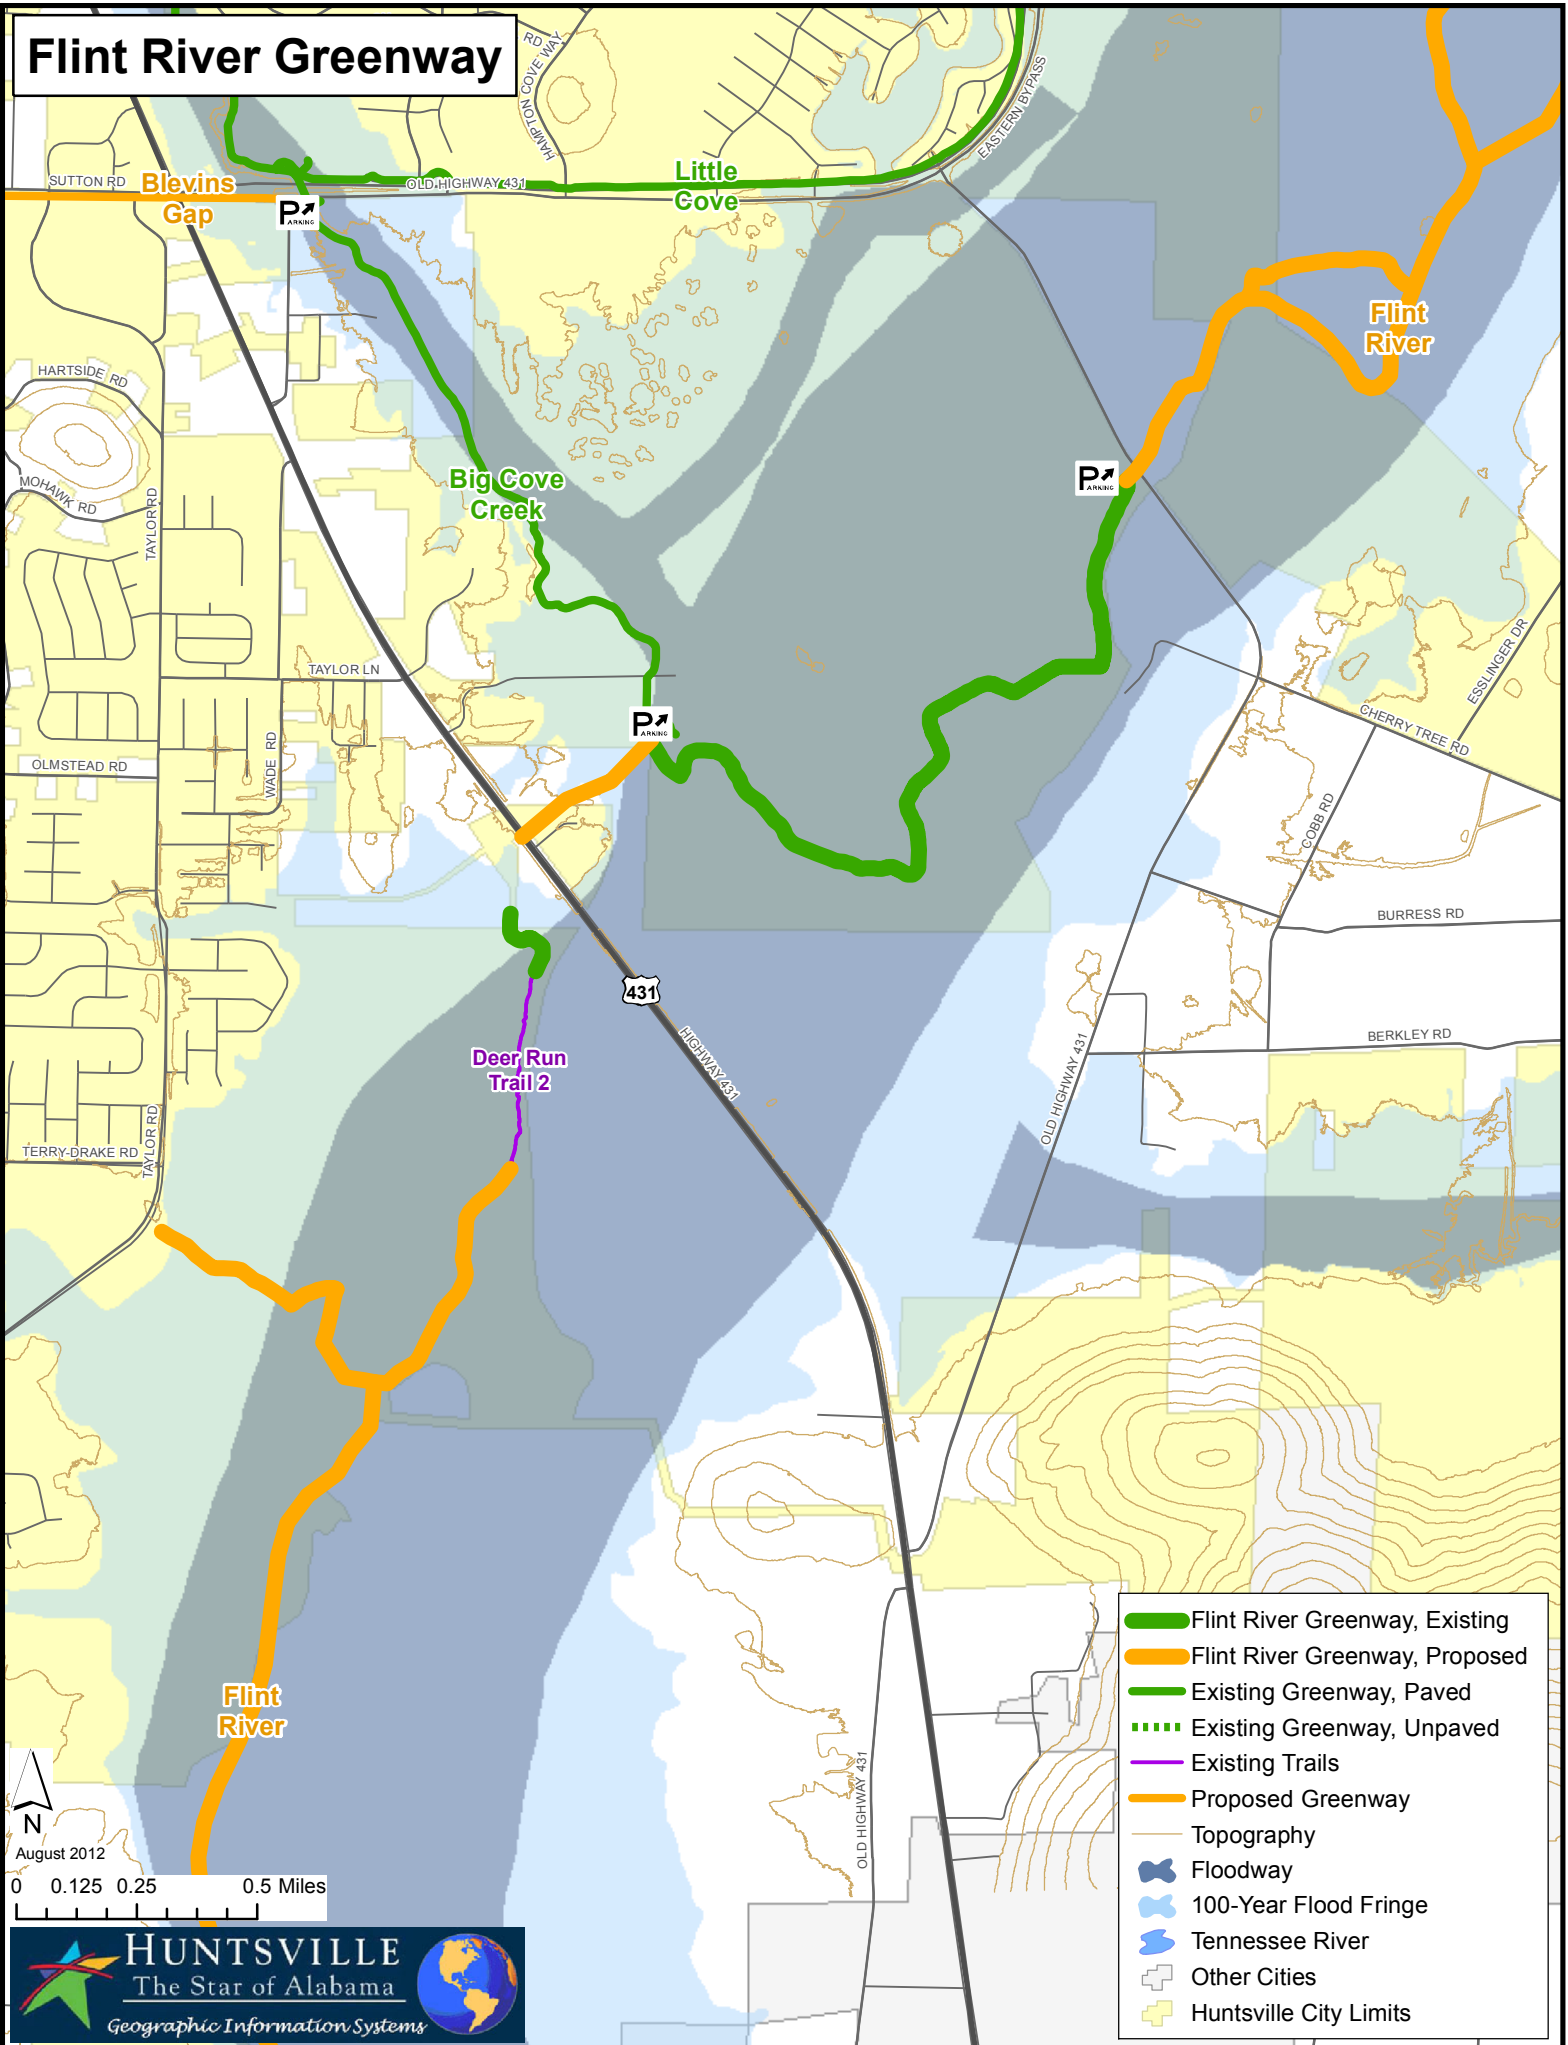 Flint River Greenway
RD
HAMPTON COVE WAY
EASTERN BYPASS
SUTTON RD
Blevins
Gap
OLD HIGHWAY 431
Little
Cove
PARKING
Flint
River
HARTSIDE RD
MOHAWK RD
TAYLOR RD
Big Cove
Creek
PARKING
TAYLOR LN
ESSLINGER DR
CHERRY TREE RD
PARKING
OLMSTEAD RD
WADE RD
COBB RD
BURRESS RD
431
HIGHWAY 431
BERKLEY RD
Deer Run
Trail 2
OLD HIGHWAY 431
TERRY-DRAKE RD
TAYLOR RD
Flint
River
OLD HIGHWAY 431
Flint River Greenway, Existing
Flint River Greenway, Proposed
Existing Greenway, Paved
Existing Greenway, Unpaved
Existing Trails
Proposed Greenway
Topography
Floodway
100-Year Flood Fringe
Tennessee River
Other Cities
Huntsville City Limits
N
August 2012
0 0.125 0.25 0.5 Miles
HUNTSVILLE
The Star of Alabama
Geographic Information Systems